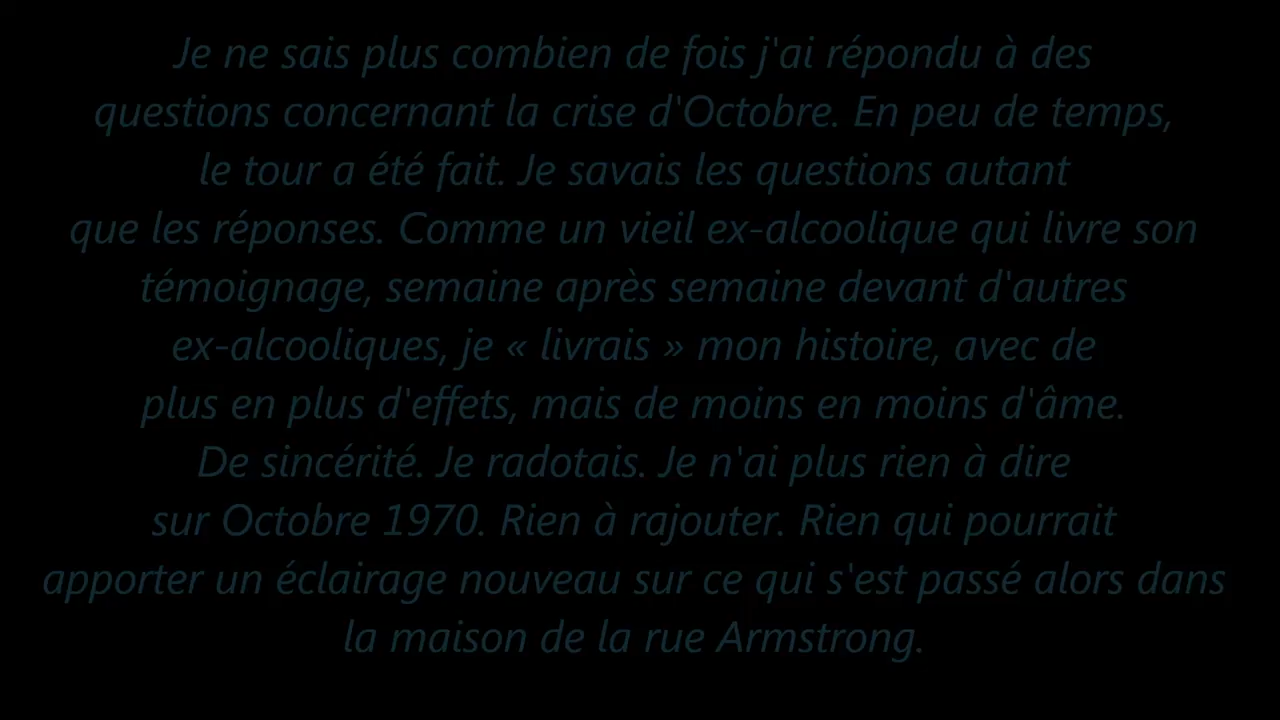 Je ne sais plus combien de fois j'ai répondu à des
questions concernant la crise d'Octobre. En peu de temps,
le tour a été fait. Je savais les questions autant
que les réponses. Comme un vieil ex-alcoolique qui livre son
témoignage, semaine après semaine devant d'autres
ex-alcooliques, je « livrais » mon histoire, avec de
plus en plus d'effets, mais de moins en moins d'âme.
De sincérité. Je radotais. Je n'ai plus rien à dire
sur Octobre 1970. Rien à rajouter. Rien qui pourrait
apporter un éclairage nouveau sur ce qui s'est passé alors dans
la maison de la rue Armstrong.